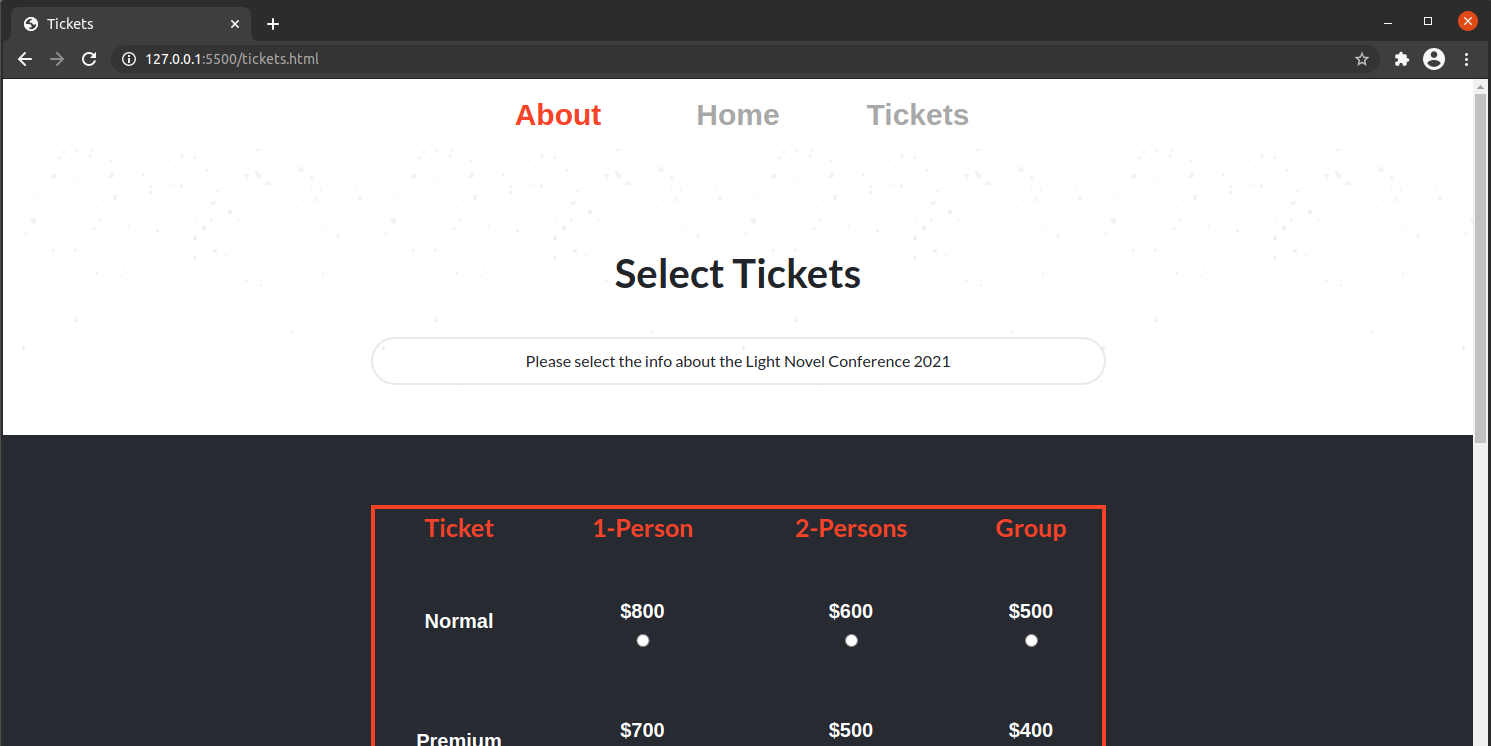 Tickets
127.0.0.1:5500/tickets.html
About Home Tickets
Select Tickets
Please select the info about the Light Novel Conference 2021
Ticket 1-Person 2-Persons Group
Normal $800 $600 $500
Premium $700 $500 $400